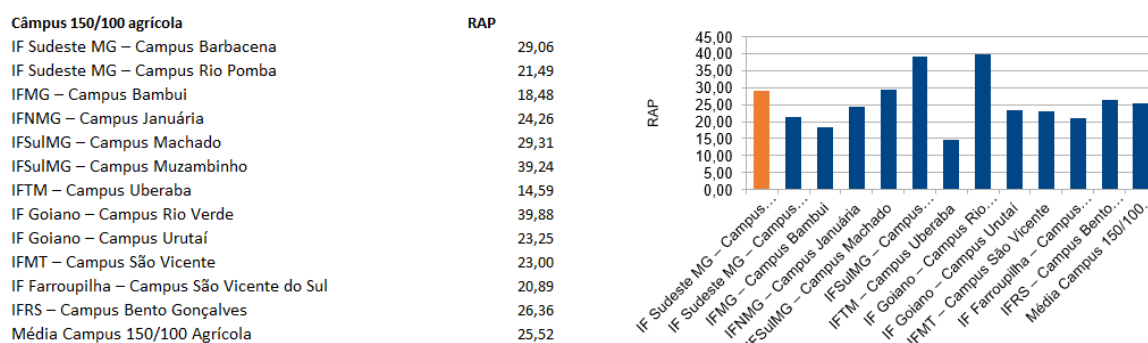 Câmpus 150/100 agrícola RAP
IF Sudeste MG – Campus Barbacena 29,06
IF Sudeste MG – Campus Rio Pomba 21,49
IFMG – Campus Bambui 18,48
IFNMG – Campus Januária 24,26
IFSulMG – Campus Machado 29,31
IFSulMG – Campus Muzambinho 39,24
IFTM – Campus Uberaba 14,59
IF Goiano – Campus Rio Verde 39,88
IF Goiano – Campus Urutaí 23,25
IFMT – Campus São Vicente 23,00
IF Farroupilha – Campus São Vicente do Sul 20,89
IFRS – Campus Bento Gonçalves 26,36
Média Campus 150/100 Agrícola 25,52
RAP
45,00
40,00
35,00
30,00
25,00
20,00
15,00
10,00
5,00
0,00
IF Sudeste MG – Campus...
IF Sudeste MG – Campus...
IFMG – Campus Bambui
IFNMG – Campus Januária
IFSulMG – Campus Machado
IFSulMG – Campus...
IFTM – Campus Uberaba
IF Goiano – Campus Rio...
IF Goiano – Campus Urutaí
IFMT – Campus São Vicente
IF Farroupilha – Campus...
IFRS – Campus Bento...
Média Campus 150/100...